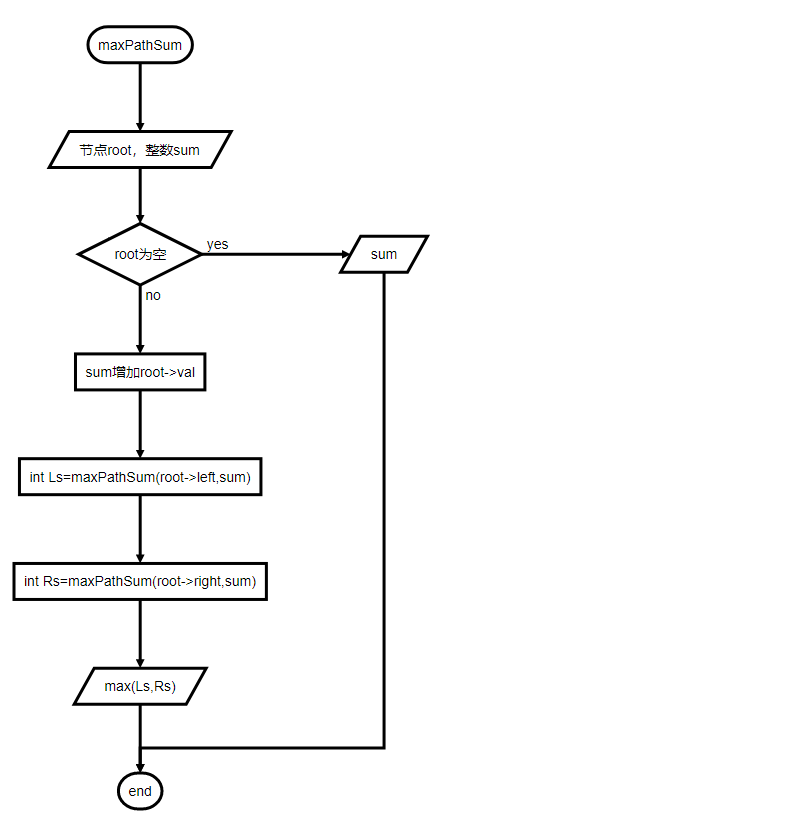 maxPathSum
节点root，整数sum
root为空
yes
sum
no
sum增加root->val
int Ls=maxPathSum(root->left,sum)
int Rs=maxPathSum(root->right,sum)
max(Ls,Rs)
end